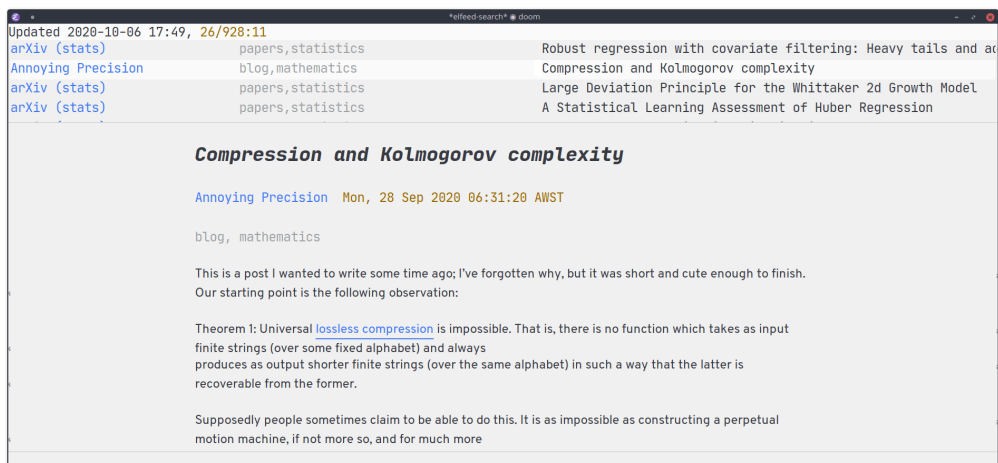 *elfeed-search* doom
Updated 2020-10-06 17:49, 26/928:11
arXiv (stats) papers,statistics Robust regression with covariate filtering: Heavy tails and ad
Annoying Precision blog,mathematics Compression and Kolmogorov complexity
arXiv (stats) papers,statistics Large Deviation Principle for the Whittaker 2d Growth Model
arXiv (stats) papers,statistics A Statistical Learning Assessment of Huber Regression
Compression and Kolmogorov complexity
Annoying Precision Mon, 28 Sep 2020 06:31:20 AWST
blog, mathematics
This is a post I wanted to write some time ago; I've forgotten why, but it was short and cute enough to finish.
Our starting point is the following observation:
Theorem 1: Universal lossless compression is impossible. That is, there is no function which takes as input
finite strings (over some fixed alphabet) and always
produces as output shorter finite strings (over the same alphabet) in such a way that the latter is
recoverable from the former.
Supposedly people sometimes claim to be able to do this. It is as impossible as constructing a perpetual
motion machine, if not more so, and for much more